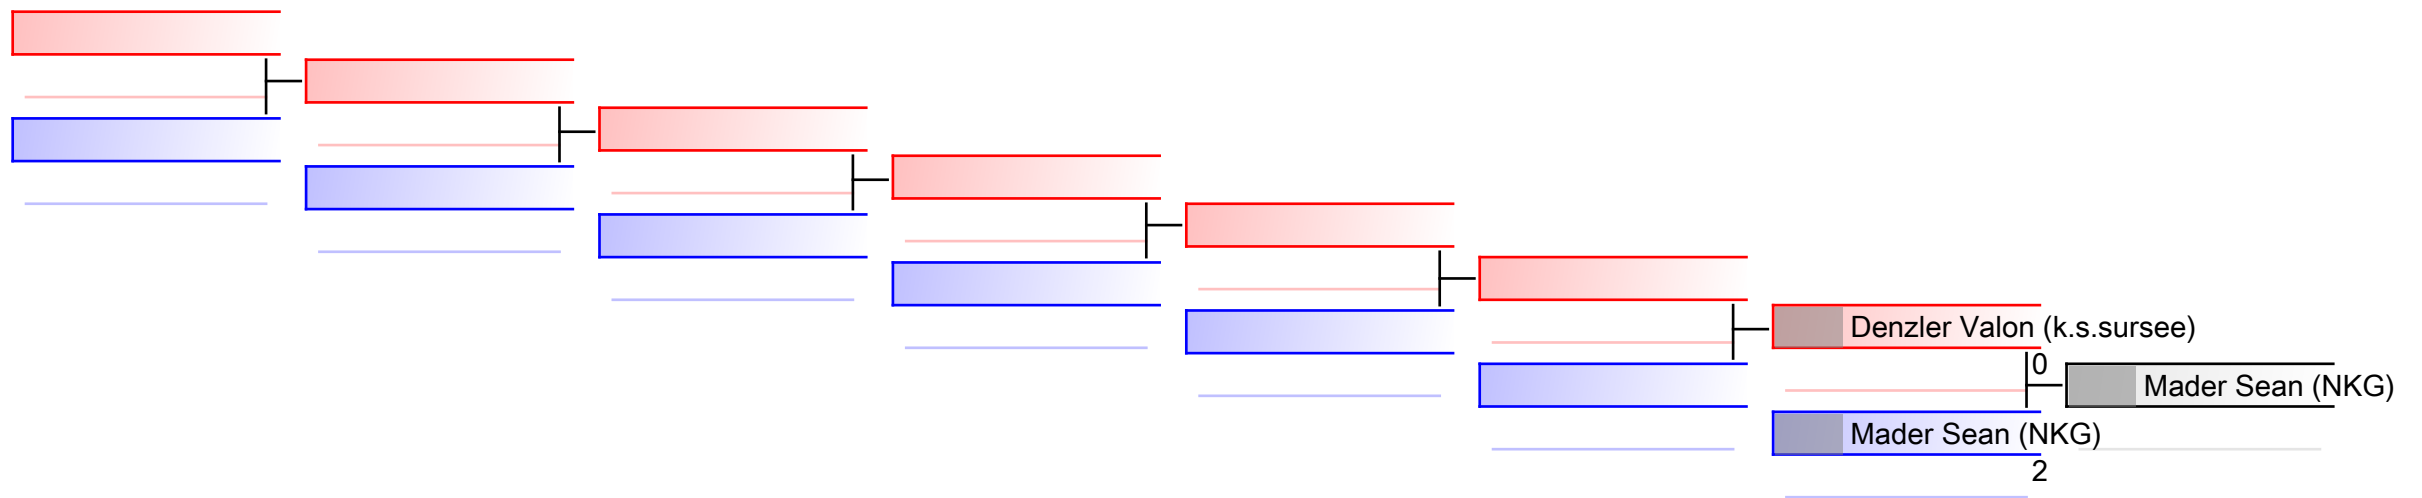 Denzler Valon (k.s.sursee)
0
Mader Sean (NKG)
Mader Sean (NKG)
2